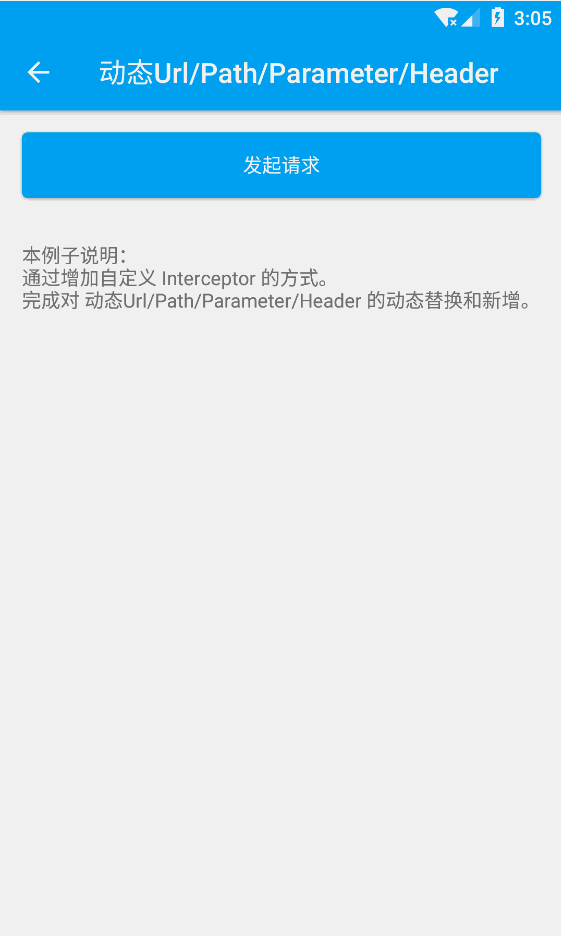 3:05
动态Url/Path/Parameter/Header
发起请求
本例子说明：
通过增加自定义 Interceptor 的方式。
完成对 动态Url/Path/Parameter/Header 的动态替换和新增。